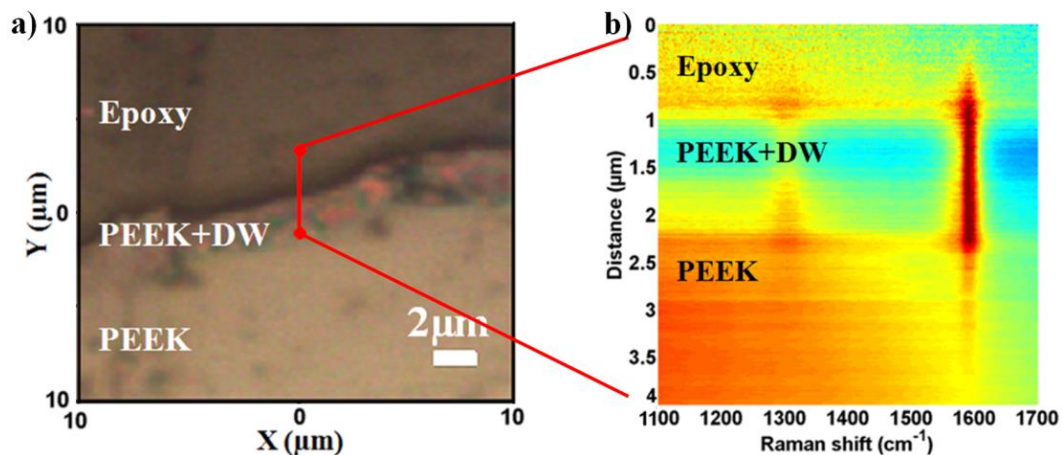 a)
10
Epoxy
Y (μm)
0
PEEK+DW
PEEK
2μm
10
10
0
10
X (μm)
b)
0
Epoxy
0.5
1
PEEK+DW
1.5
Distance (μm)
2
PEEK
2.5
3
3.5
4
1100 1200 1300 1400 1500 1600 1700
Raman shift (cm⁻¹)